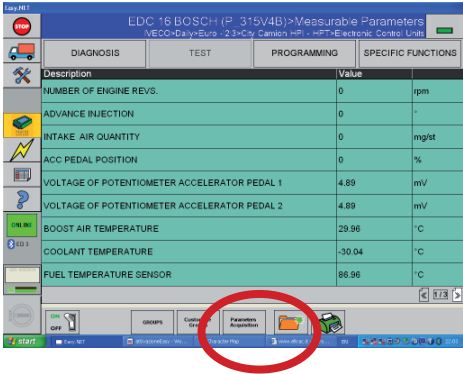 Easy.NET
EDC 16 BOSCH (P_315V4B)>Measurable Parameters
IVECO>Daily>Euro -2.3>City Camion HPI - HPT>Electronic Control Units
STOP
DIAGNOSIS TEST PROGRAMMING SPECIFIC FUNCTIONS
Description Value
NUMBER OF ENGINE REVS. 0 rpm
ADVANCE INJECTION 0 °
INTAKE AIR QUANTITY 0 mg/st
ACC PEDAL POSITION 0 %
VOLTAGE OF POTENTIOMETER ACCELERATOR PEDAL 1 4.89 mV
VOLTAGE OF POTENTIOMETER ACCELERATOR PEDAL 2 4.89 mV
BOOST AIR TEMPERATURE 29.96 °C
COOLANT TEMPERATURE -30.04 °C
FUEL TEMPERATURE SENSOR 86.96 °C
ON LINE
1/3
ON
OFF
GROUPS
Parameters
Acquisition
start
Easy.NET
Character Map
EN